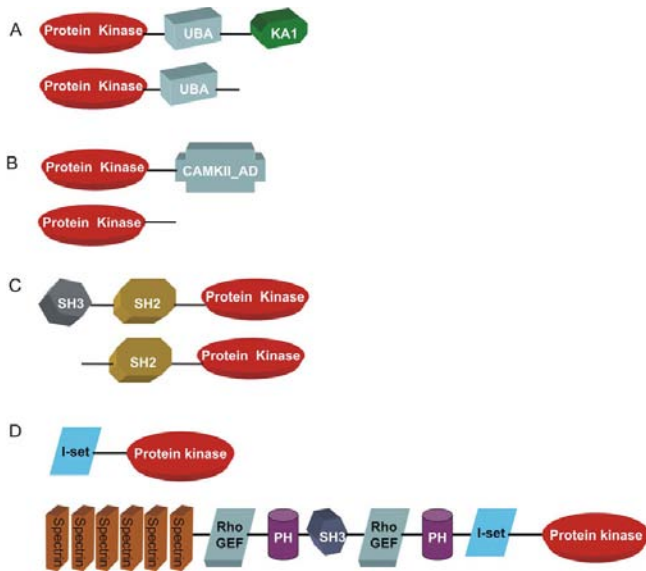 A
Protein Kinase UBA KA1
Protein Kinase UBA
B
Protein Kinase CAMKII_AD
Protein Kinase
C
SH3 SH2 Protein Kinase
SH2 Protein Kinase
D
I-set Protein kinase
Spectrin Spectrin Spectrin Spectrin Spectrin Spectrin Rho GEF PH SH3 Rho GEF PH I-set Protein kinase